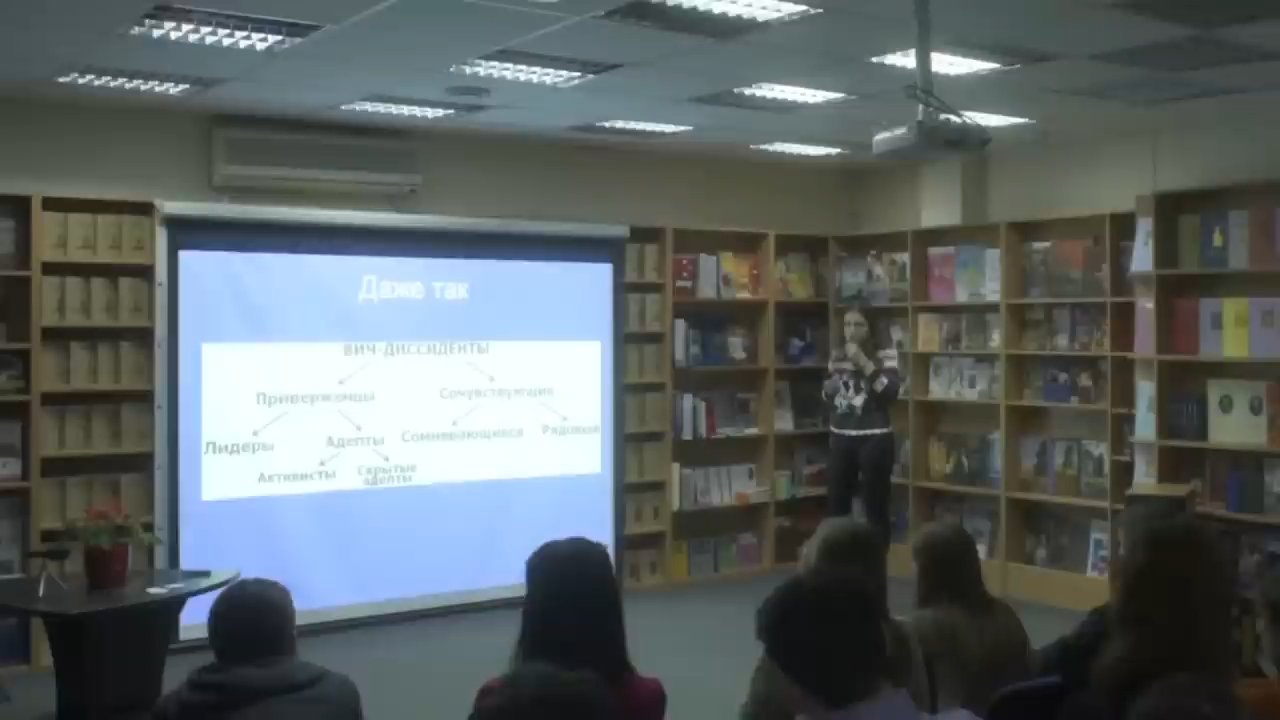 Даже так
ВИЧ-ДИССИДЕНТЫ
Приверженцы Сочувствующие
Лидеры Адепты Сомневающиеся Рядовые
Активисты Скрытые
адепты